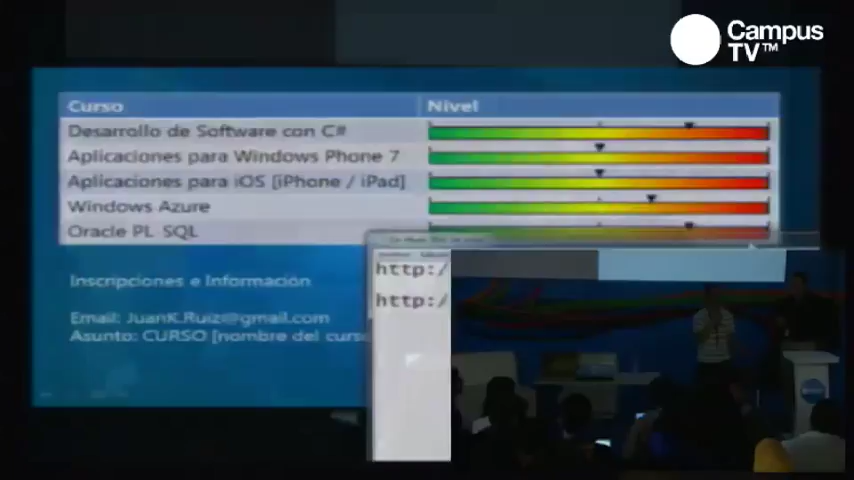 Campus
TV™
Curso Nivel
Desarrollo de Software con C#
Aplicaciones para Windows Phone 7
Aplicaciones para iOS [iPhone / iPad]
Windows Azure
Oracle PL SQL
Inscripciones e Información
Email: JuanK.Ruiz@gmail.com
Asunto: CURSO [nombre del curso
http:/
http:/